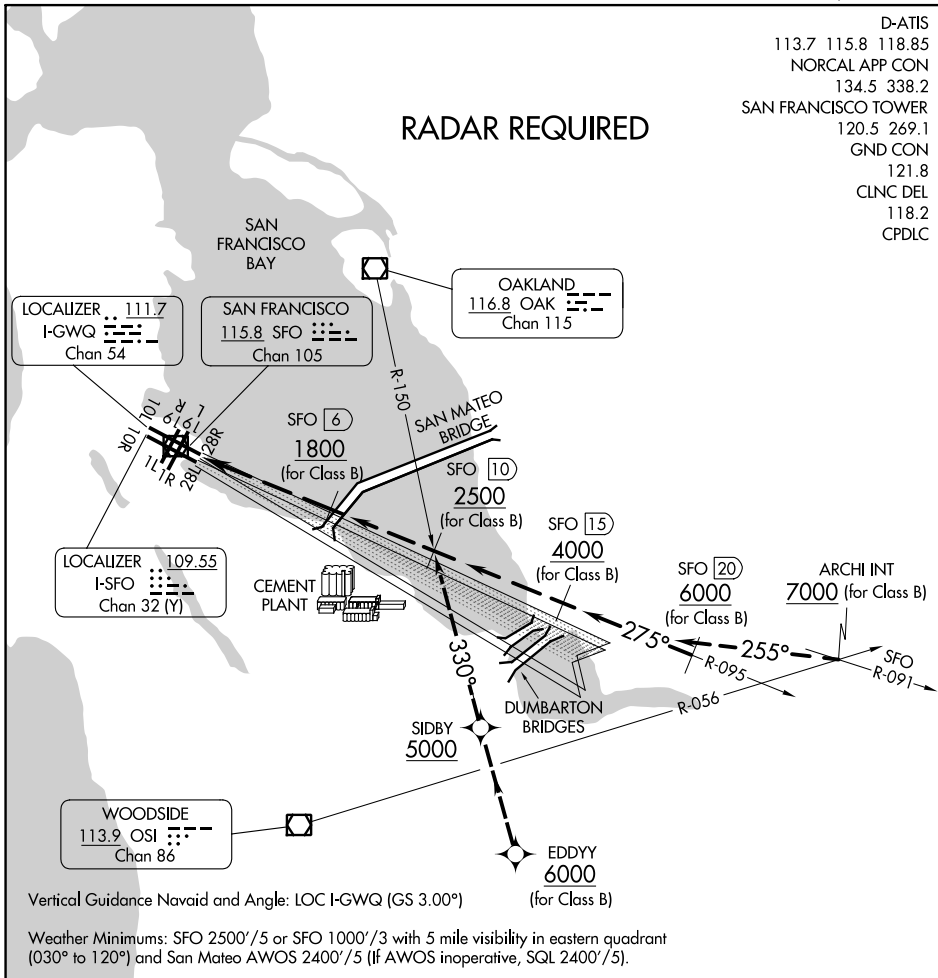 D-ATIS
113.7 115.8 118.85
NORCAL APP CON
134.5 338.2
SAN FRANCISCO TOWER
120.5 269.1
GND CON
121.8
CLNC DEL
118.2
CPDLC
RADAR REQUIRED
SAN
FRANCISCO
BAY
OAKLAND
116.8 OAK
Chan 115
LOCALIZER 111.7
I-GWQ
Chan 54
SAN FRANCISCO
115.8 SFO
Chan 105
R-150
SAN MATEO
BRIDGE
SFO 6
1800
(for Class B)
10L
10R
19L
19R
1L
1R
28L
28R
SFO 10
2500
(for Class B)
SFO 15
4000
(for Class B)
SFO 20
6000
(for Class B)
ARCHI INT
7000 (for Class B)
LOCALIZER 109.55
I-SFO
Chan 32 (Y)
CEMENT
PLANT
330°
275°
R-095
255°
SFO
R-091
R-056
DUMBARTON
BRIDGES
SIDBY
5000
WOODSIDE
113.9 OSI
Chan 86
EDDYY
6000
(for Class B)
Vertical Guidance Navaid and Angle: LOC I-GWQ (GS 3.00°)
Weather Minimums: SFO 2500'/5 or SFO 1000'/3 with 5 mile visibility in eastern quadrant
(030° to 120°) and San Mateo AWOS 2400'/5 (If AWOS inoperative, SQL 2400'/5).